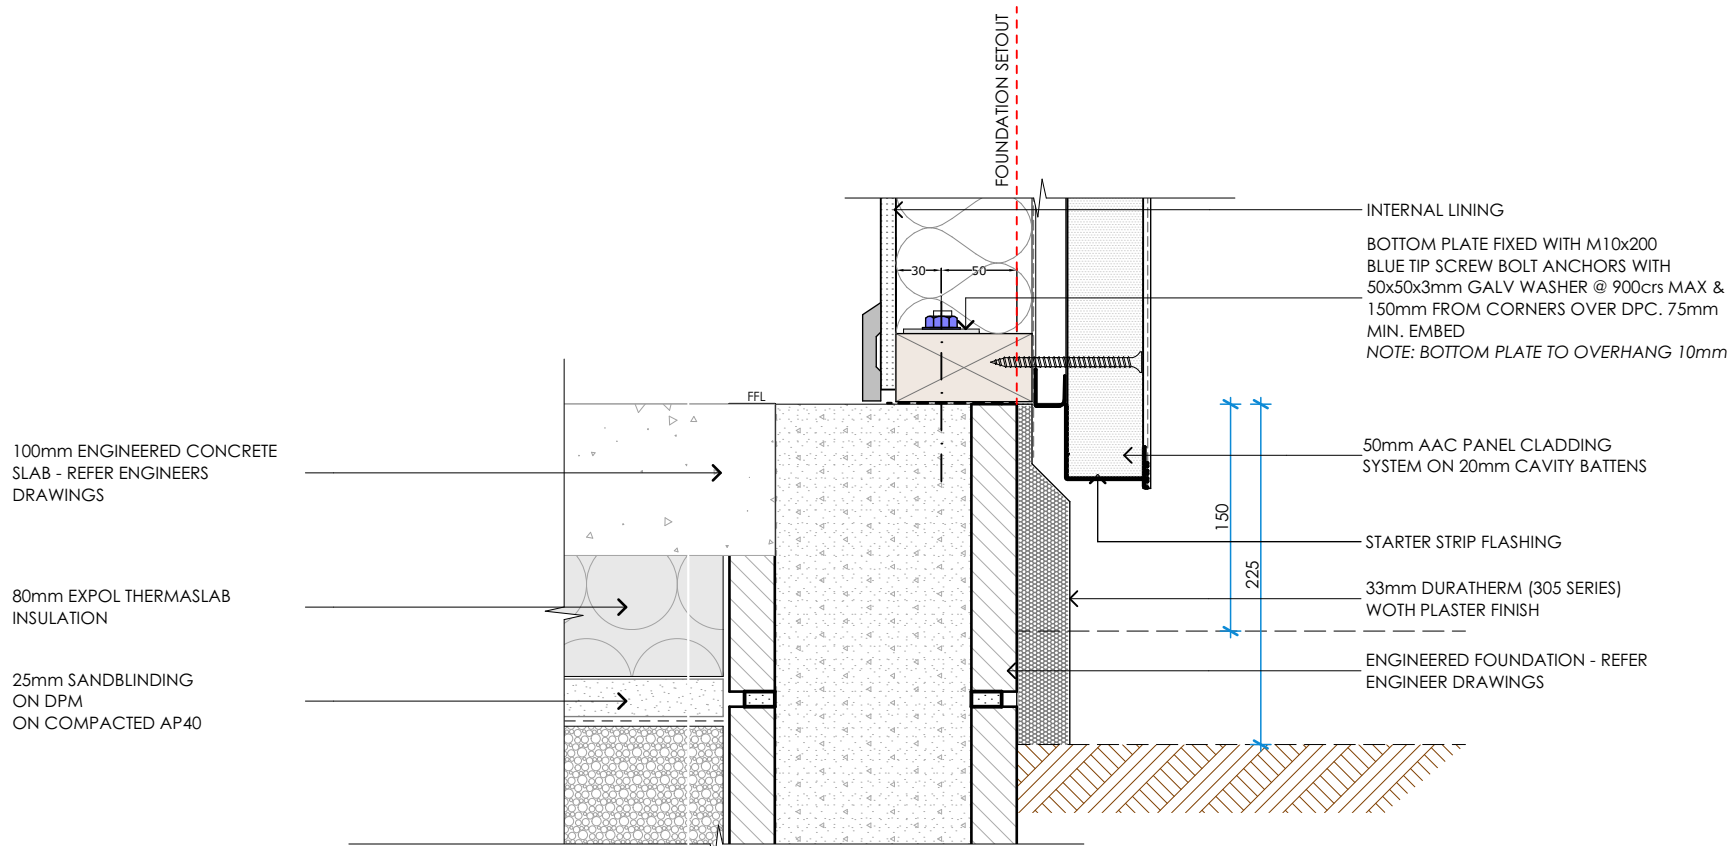 FOUNDATION SETOUT
INTERNAL LINING
BOTTOM PLATE FIXED WITH M10x200
BLUE TIP SCREW BOLT ANCHORS WITH
50x50x3mm GALV WASHER @ 900crs MAX &
150mm FROM CORNERS OVER DPC. 75mm
MIN. EMBED
NOTE: BOTTOM PLATE TO OVERHANG 10mm
30
50
FFL
100mm ENGINEERED CONCRETE
SLAB - REFER ENGINEERS
DRAWINGS
50mm AAC PANEL CLADDING
SYSTEM ON 20mm CAVITY BATTENS
150
225
STARTER STRIP FLASHING
80mm EXPOL THERMASLAB
INSULATION
33mm DURATHERM (305 SERIES)
WOTH PLASTER FINISH
25mm SANDBLINDING
ON DPM
ON COMPACTED AP40
ENGINEERED FOUNDATION - REFER
ENGINEER DRAWINGS